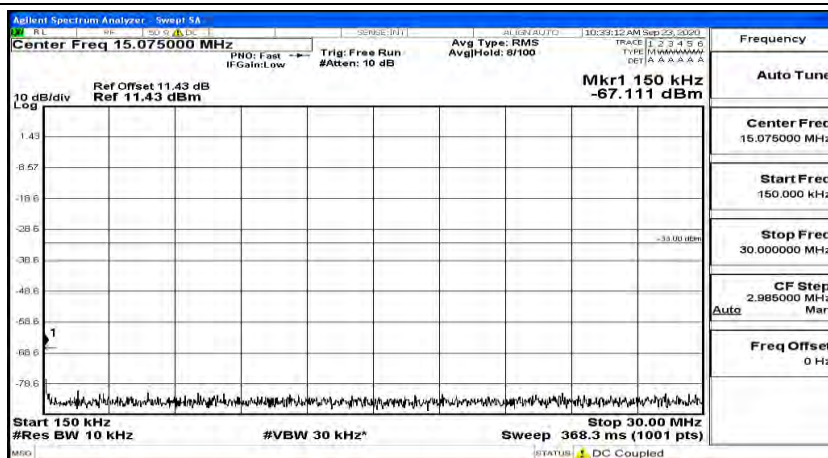 Agilent Spectrum Analyzer - Swept SA
RL RF 50 Ω DC SENSE:INT ALIGN AUTO 10:39:12 AM Sep 23, 2020
Center Freq 15.075000 MHz
PNO: Fast
IFGain:Low
Trig: Free Run
#Atten: 10 dB
Avg Type: RMS
Avg|Hold: 8/100
TRACE 1 2 3 4 5 6
TYPE
DET A A A A A A
Mkr1 150 kHz
-67.111 dBm
Ref Offset 11.43 dB
10 dB/div Ref 11.43 dBm
Log
1.43
-8.57
-18.6
-28.6
-33.00 dBm
-38.6
-48.6
-58.6
1
-68.6
-78.6
Start 150 kHz Stop 30.00 MHz
#Res BW 10 kHz #VBW 30 kHz* Sweep 368.3 ms (1001 pts)
MSG STATUS DC Coupled
Frequency
Auto Tune
Center Freq
15.075000 MHz
Start Freq
150.000 kHz
Stop Freq
30.000000 MHz
CF Step
2.985000 MHz
Auto Man
Freq Offset
0 Hz